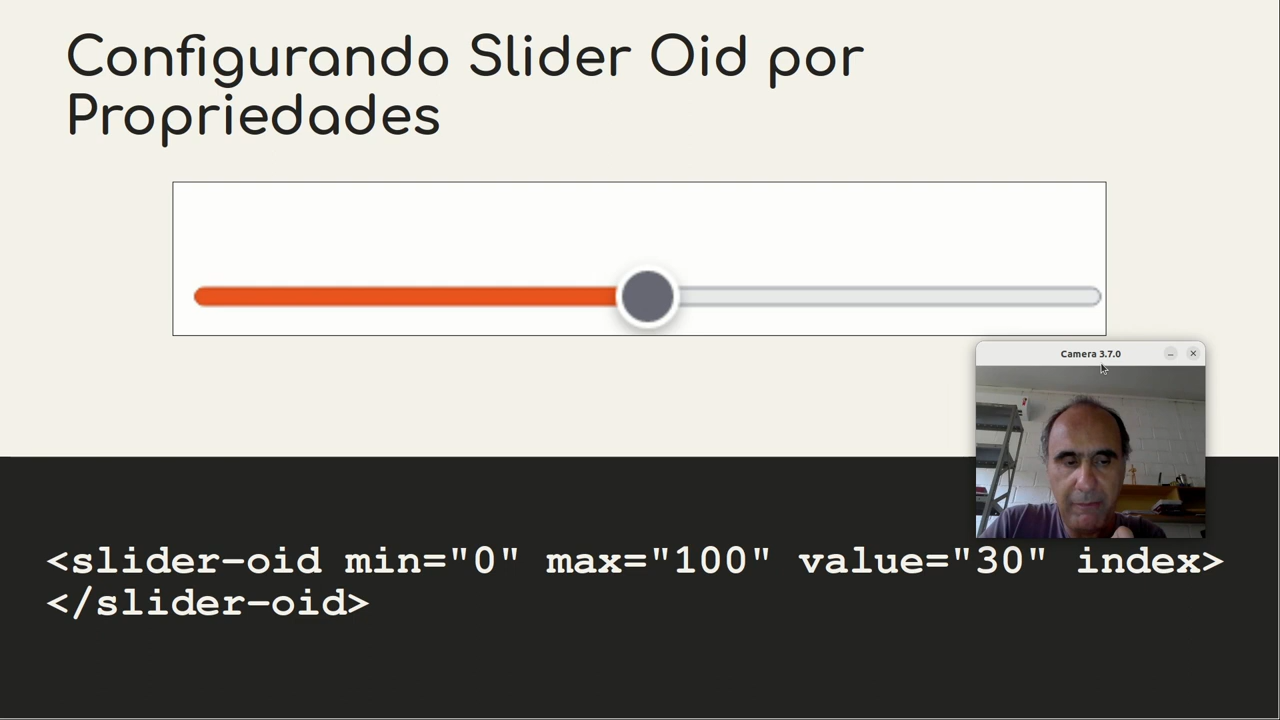 Configurando Slider Oid por
Propriedades
Camera 3.7.0
<slider-oid min="0" max="100" value="30" index>
</slider-oid>